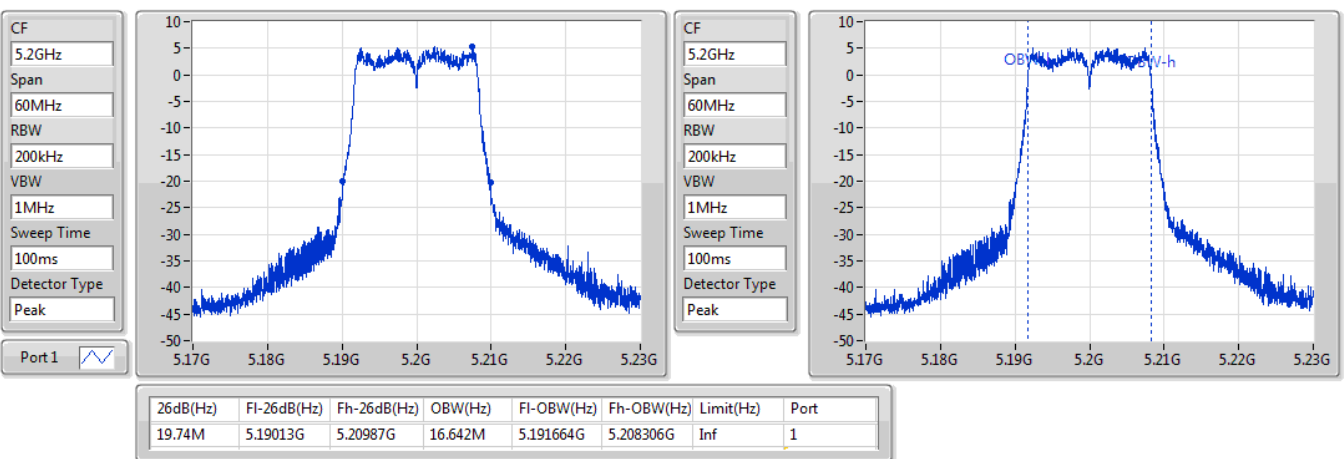 CF
5.2GHz
Span
60MHz
RBW
200kHz
VBW
1MHz
Sweep Time
100ms
Detector Type
Peak
Port 1
10
5
0
-5
-10
-15
-20
-25
-30
-35
-40
-45
-50
5.17G 5.18G 5.19G 5.2G 5.21G 5.22G 5.23G
CF
5.2GHz
Span
60MHz
RBW
200kHz
VBW
1MHz
Sweep Time
100ms
Detector Type
Peak
10
5
0
-5
-10
-15
-20
-25
-30
-35
-40
-45
-50
5.17G 5.18G 5.19G 5.2G 5.21G 5.22G 5.23G
26dB(Hz) Fl-26dB(Hz) Fh-26dB(Hz) OBW(Hz) Fl-OBW(Hz) Fh-OBW(Hz) Limit(Hz) Port
19.74M 5.19013G 5.20987G 16.642M 5.191664G 5.208306G Inf 1